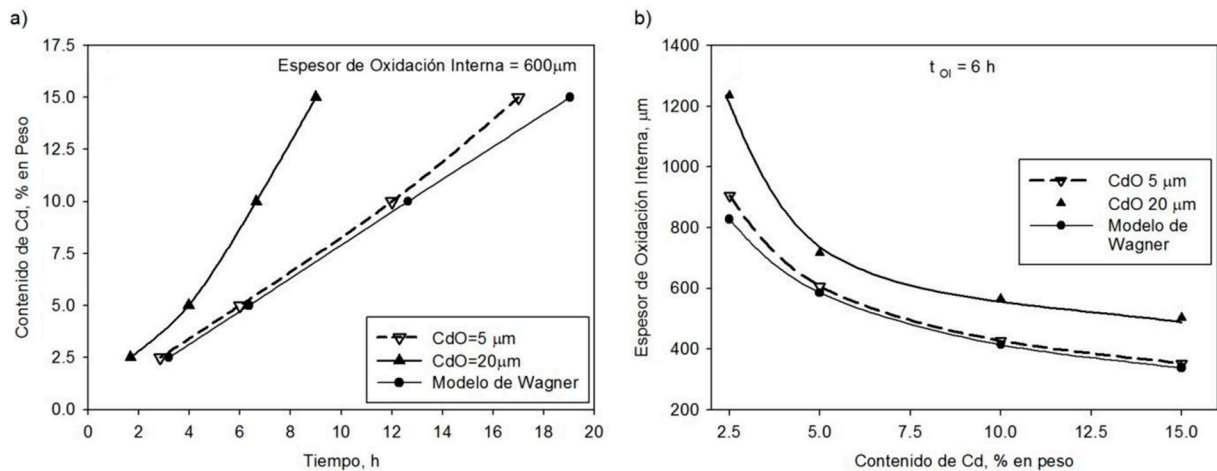 a)
17.5
15.0
12.5
10.0
7.5
5.0
2.5
0.0
Contenido de Cd, % en Peso
Espesor de Oxidación Interna = 600μm
CdO=5 μm
CdO=20μm
Modelo de Wagner
0 2 4 6 8 10 12 14 16 18 20
Tiempo, h
b)
1400
1200
1000
800
600
400
200
Espesor de Oxidación Interna, μm
t OI = 6 h
CdO 5 μm
CdO 20 μm
Modelo de
Wagner
2.5 5.0 7.5 10.0 12.5 15.0
Contenido de Cd, % en peso